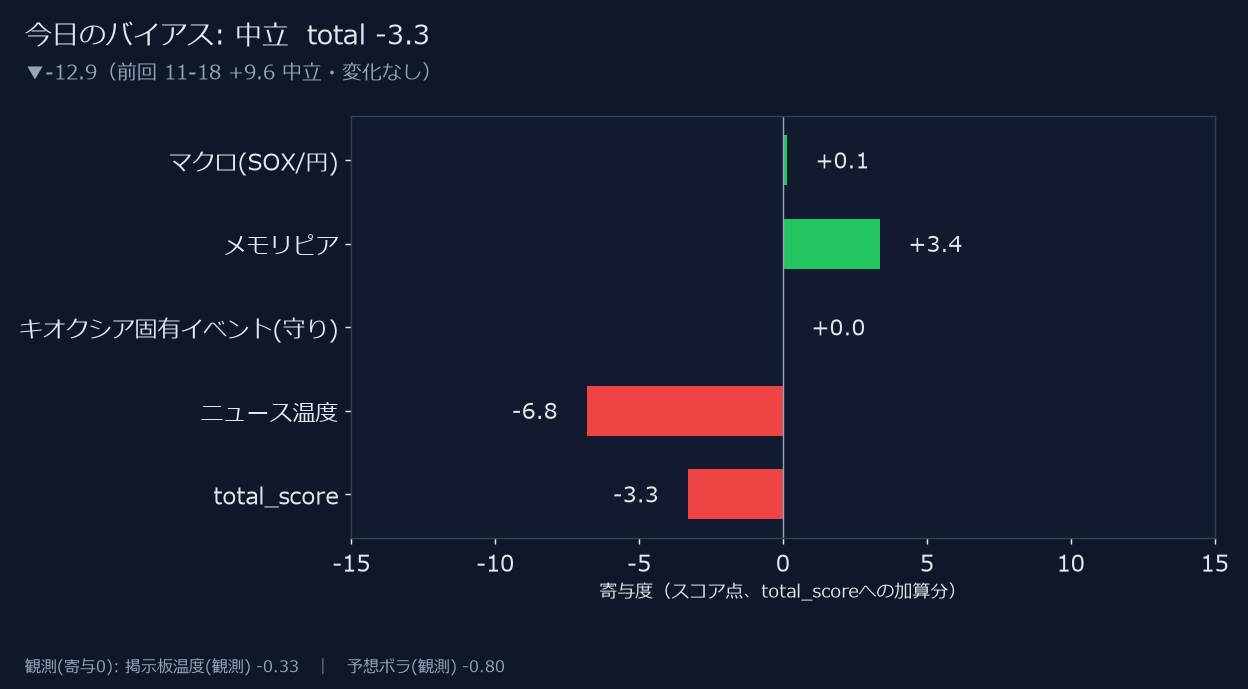 今日のバイアス: 中立 total -3.3
▼-12.9（前回 11-18 +9.6 中立・変化なし）
マクロ(SOX/円)
+0.1
メモリピア
+3.4
キオクシア固有イベント(守り)
+0.0
ニュース温度
-6.8
total_score
-3.3
-15 -10 -5 0 5 10 15
寄与度（スコア点、total_scoreへの加算分）
観測(寄与0): 掲示板温度(観測) -0.33 | 予想ボラ(観測) -0.80